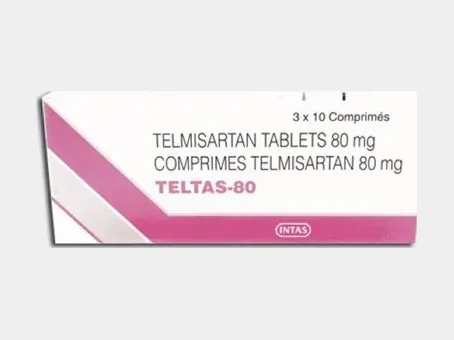 3 x 10 Comprimés
TELMISARTAN TABLETS 80 mg
COMPRIMES TELMISARTAN 80 mg
TELTAS-80
INTAS